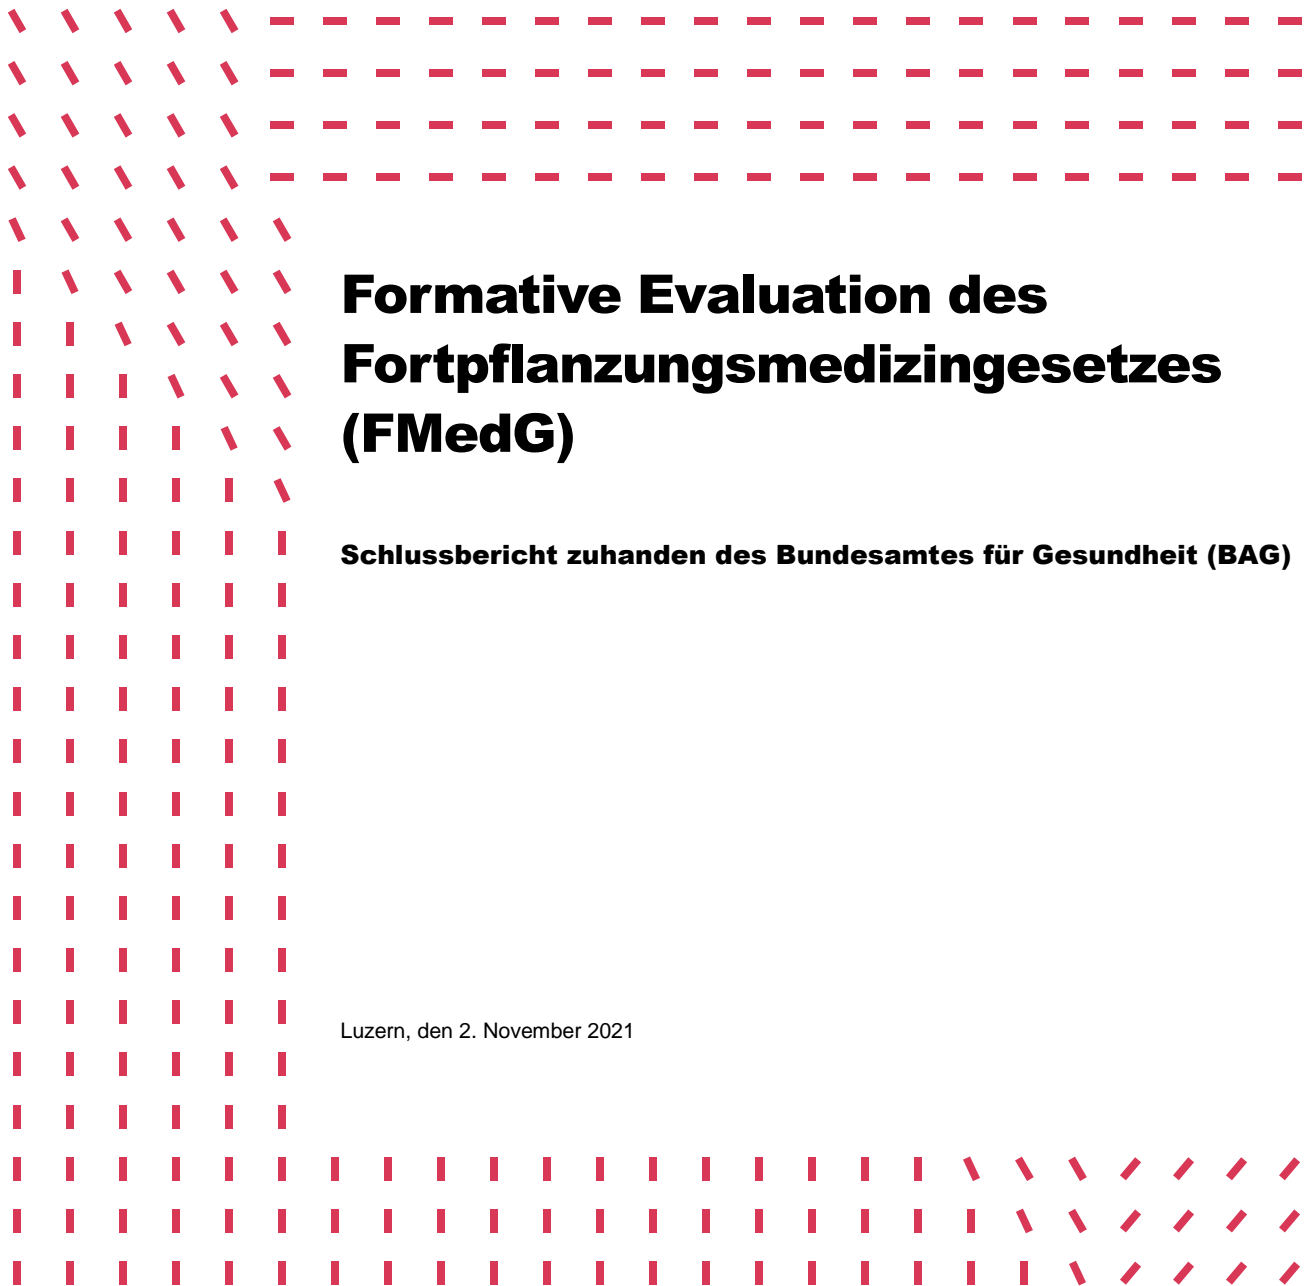 Formative Evaluation des
Fortpflanzungsmedizingesetzes
(FMedG)
Schlussbericht zuhanden des Bundesamtes für Gesundheit (BAG)
Luzern, den 2. November 2021